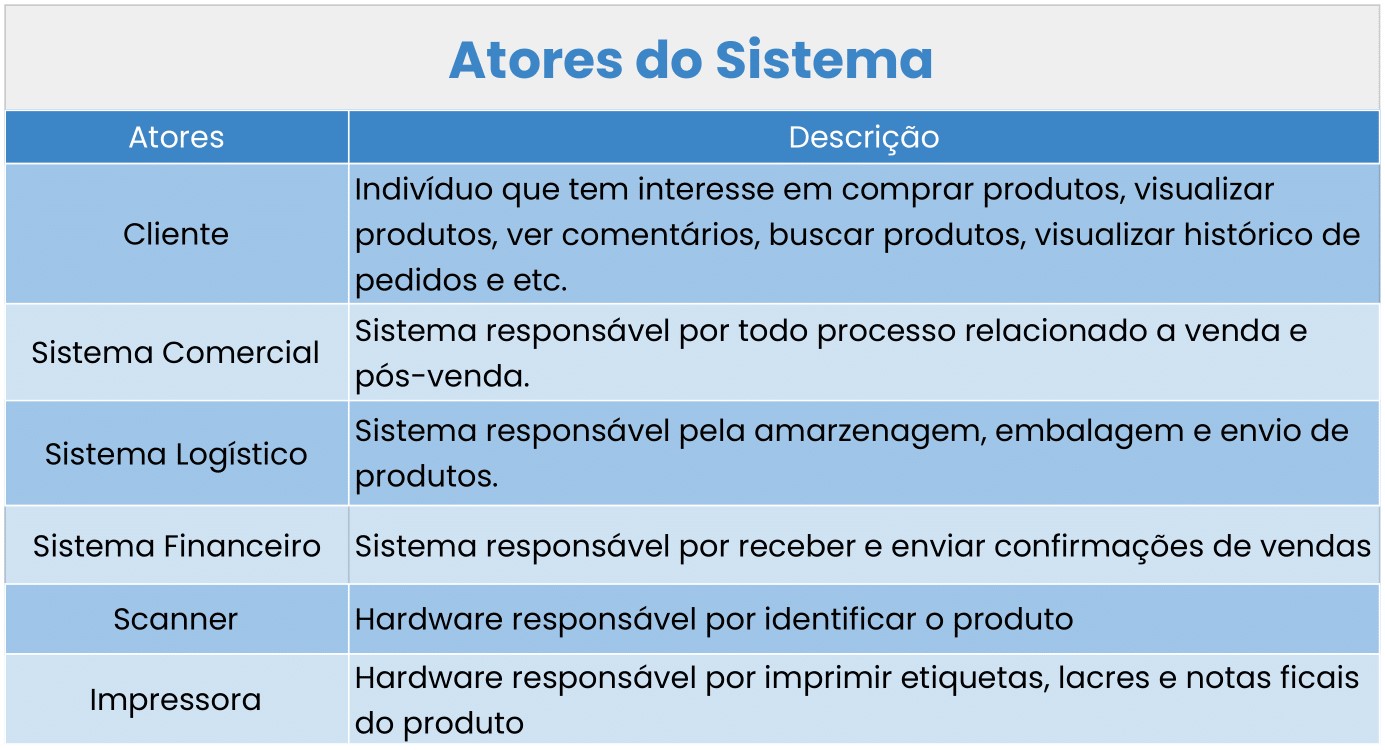 Atores do Sistema
Atores
Descrição
Cliente
Indivíduo que tem interesse em comprar produtos, visualizar
produtos, ver comentários, buscar produtos, visualizar histórico de
pedidos e etc.
Sistema Comercial
Sistema responsável por todo processo relacionado a venda e
pós-venda.
Sistema Logístico
Sistema responsável pela amarzenagem, embalagem e envio de
produtos.
Sistema Financeiro
Sistema responsável por receber e enviar confirmações de vendas
Scanner
Hardware responsável por identificar o produto
Impressora
Hardware responsável por imprimir etiquetas, lacres e notas ficais
do produto